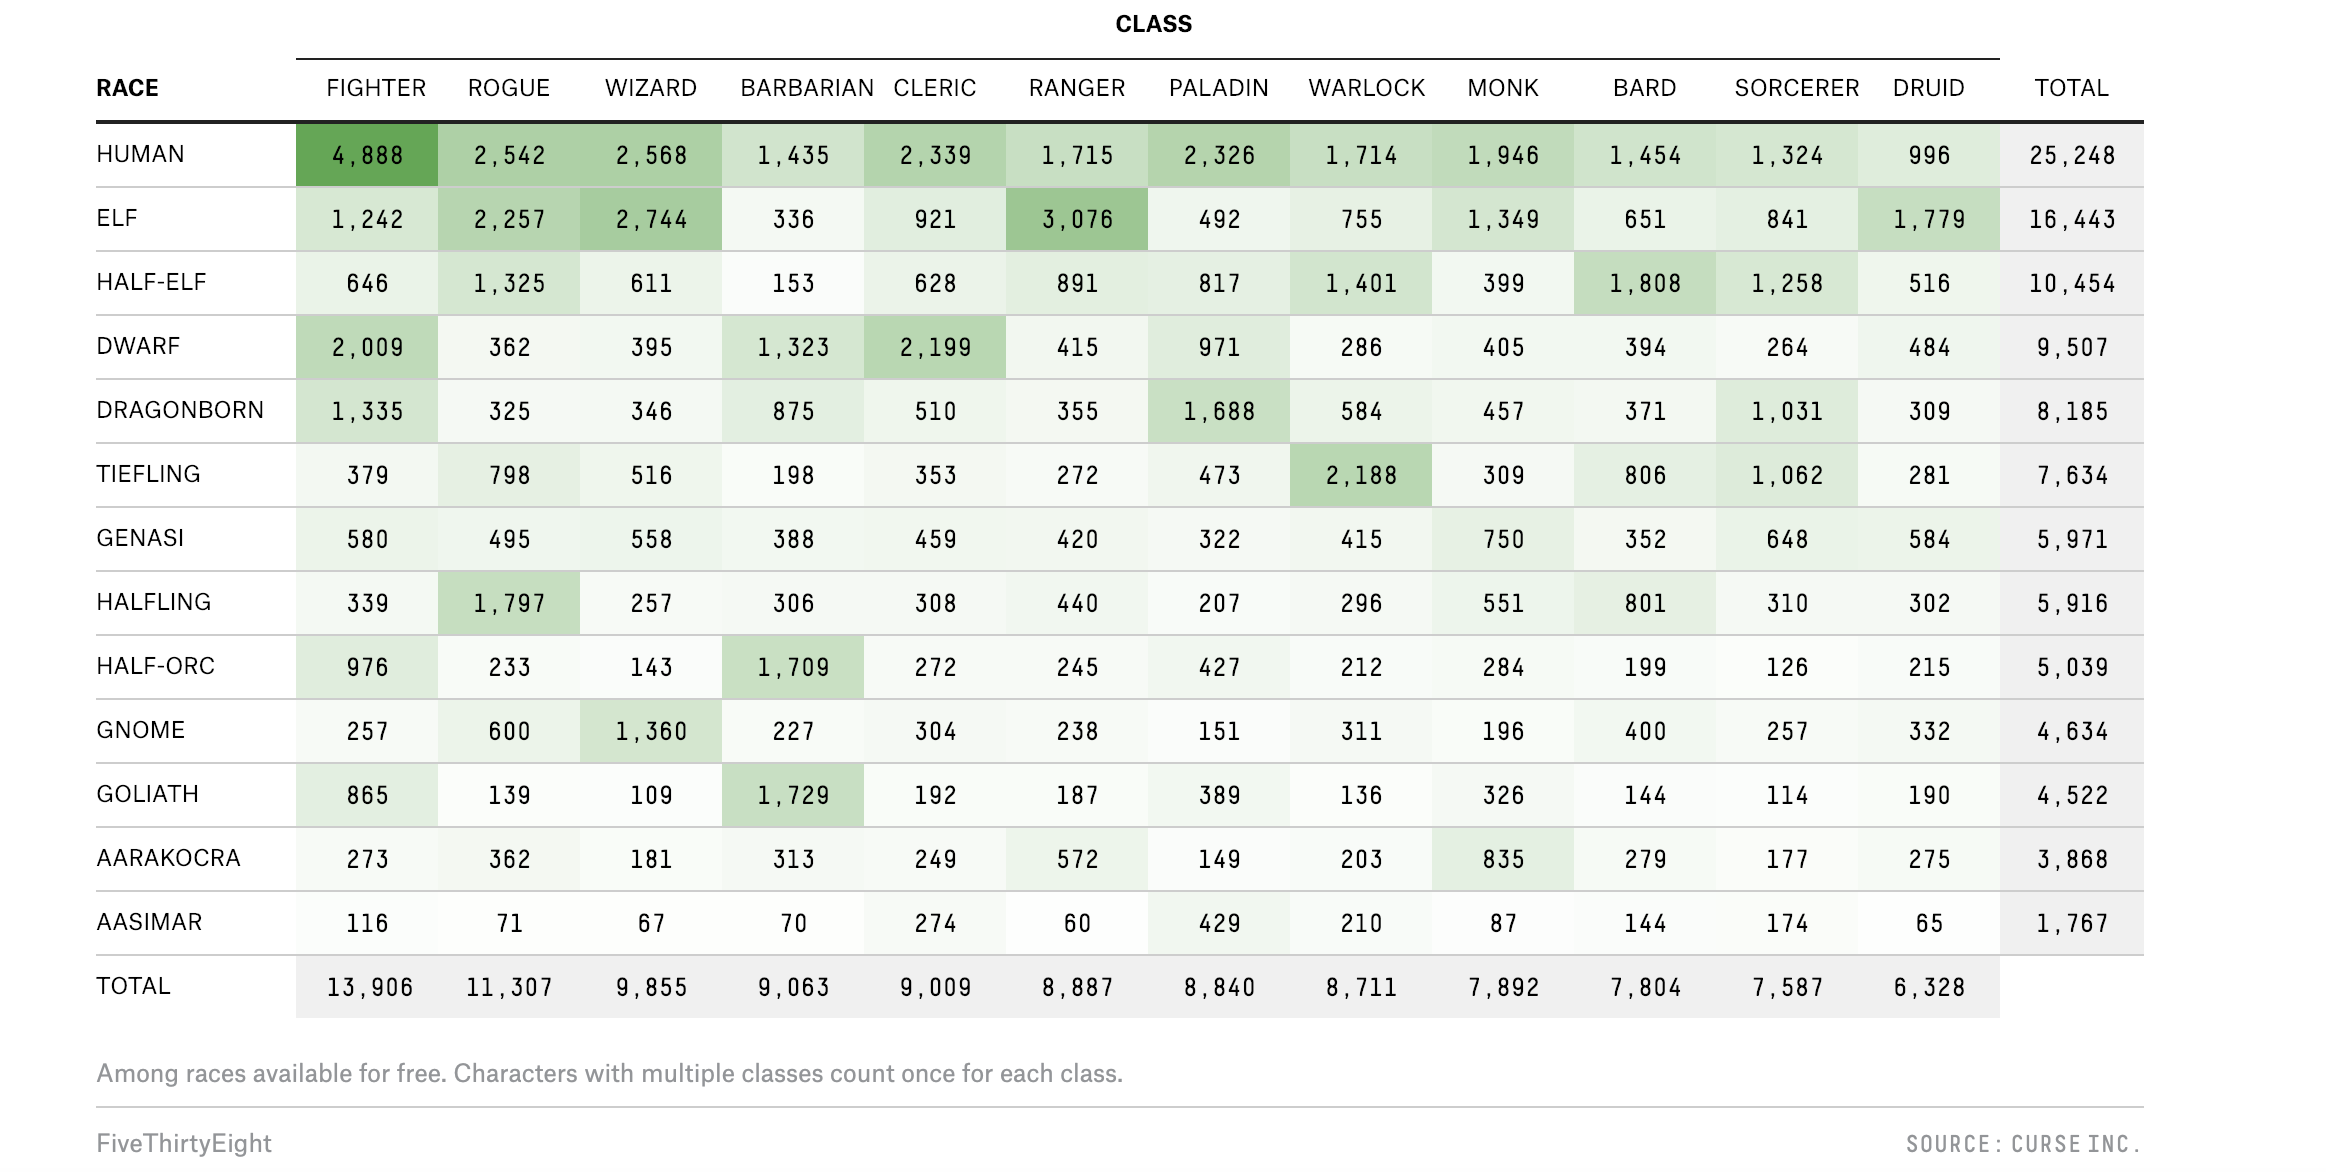 CLASS
RACE FIGHTER ROGUE WIZARD BARBARIAN CLERIC RANGER PALADIN WARLOCK MONK BARD SORCERER DRUID TOTAL
HUMAN 4,888 2,542 2,568 1,435 2,339 1,715 2,326 1,714 1,946 1,454 1,324 996 25,248
ELF 1,242 2,257 2,744 336 921 3,076 492 755 1,349 651 841 1,779 16,443
HALF-ELF 646 1,325 611 153 628 891 817 1,401 399 1,808 1,258 516 10,454
DWARF 2,009 362 395 1,323 2,199 415 971 286 405 394 264 484 9,507
DRAGONBORN 1,335 325 346 875 510 355 1,688 584 457 371 1,031 309 8,185
TIEFLING 379 798 516 198 353 272 473 2,188 309 806 1,062 281 7,634
GENASI 580 495 558 388 459 420 322 415 750 352 648 584 5,971
HALFLING 339 1,797 257 306 308 440 207 296 551 801 310 302 5,916
HALF-ORC 976 233 143 1,709 272 245 427 212 284 199 126 215 5,039
GNOME 257 600 1,360 227 304 238 151 311 196 400 257 332 4,634
GOLIATH 865 139 109 1,729 192 187 389 136 326 144 114 190 4,522
AARAKOCRA 273 362 181 313 249 572 149 203 835 279 177 275 3,868
AASIMAR 116 71 67 70 274 60 429 210 87 144 174 65 1,767
TOTAL 13,906 11,307 9,855 9,063 9,009 8,887 8,840 8,711 7,892 7,804 7,587 6,328
Among races available for free. Characters with multiple classes count once for each class.
FiveThirtyEight SOURCE: CURSE INC.